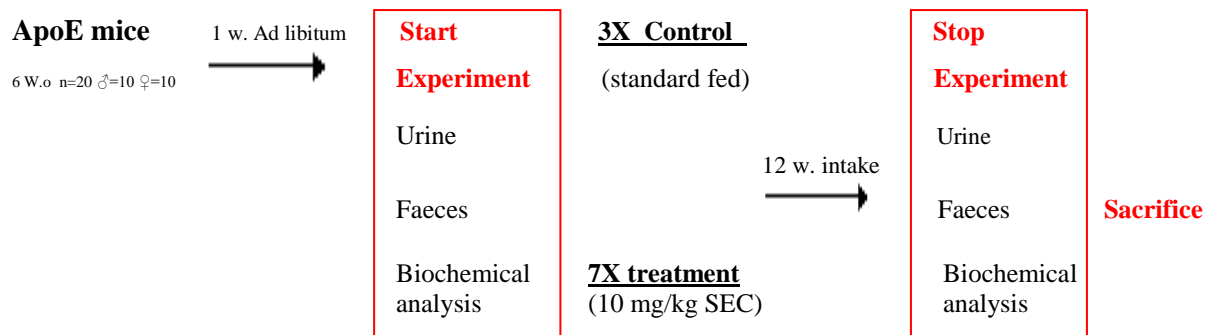 ApoE mice
6 W.o n=20 ♂=10 ♀=10
1 w. Ad libitum
Start
Experiment
Urine
Faeces
Biochemical
analysis
3X Control
(standard fed)
7X treatment
(10 mg/kg SEC)
12 w. intake
Stop
Experiment
Urine
Faeces
Biochemical
analysis
Sacrifice